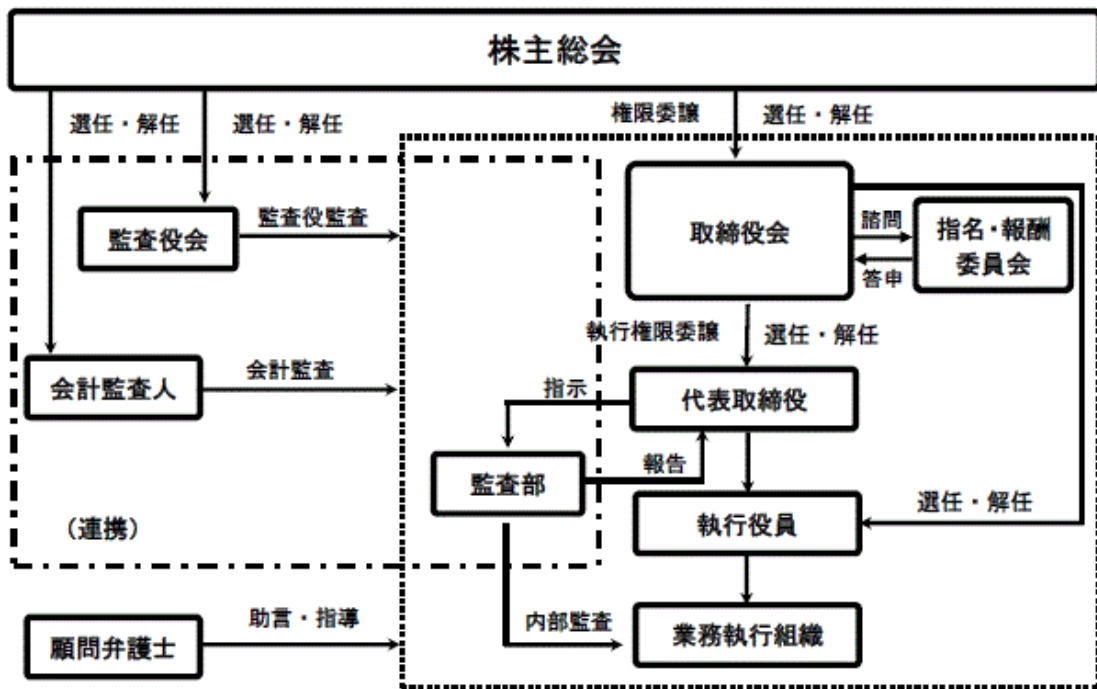 株主総会
選任・解任
選任・解任
権限委譲
選任・解任
監査役会
監査役監査
取締役会
諮問
答申
指名・報酬
委員会
執行権限委譲
選任・解任
会計監査人
会計監査
指示
代表取締役
監査部
報告
(連携)
執行役員
選任・解任
顧問弁護士
助言・指導
内部監査
業務執行組織